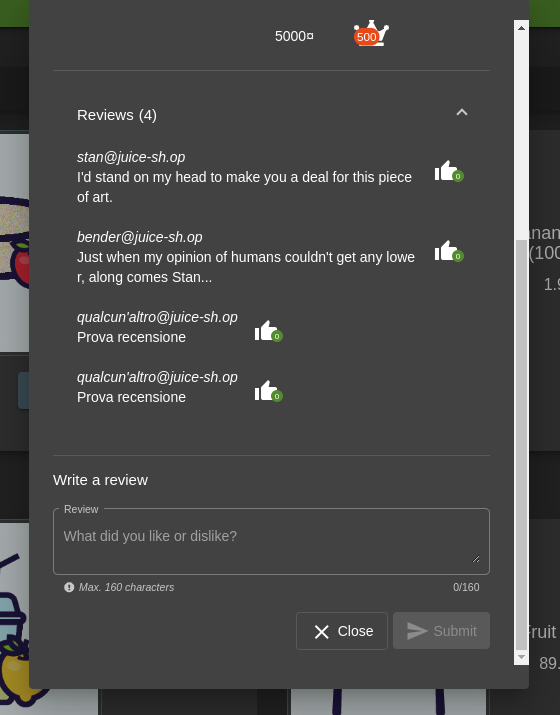 5000¤
500
Reviews (4)
stan@juice-sh.op
I'd stand on my head to make you a deal for this piece
of art.
0
bender@juice-sh.op
Just when my opinion of humans couldn't get any lowe
r, along comes Stan...
0
qualcun'altro@juice-sh.op
Prova recensione
0
qualcun'altro@juice-sh.op
Prova recensione
0
(100
1.9
Write a review
Review
What did you like or dislike?
Max. 160 characters
0/160
Close
Submit
Fruit
89.